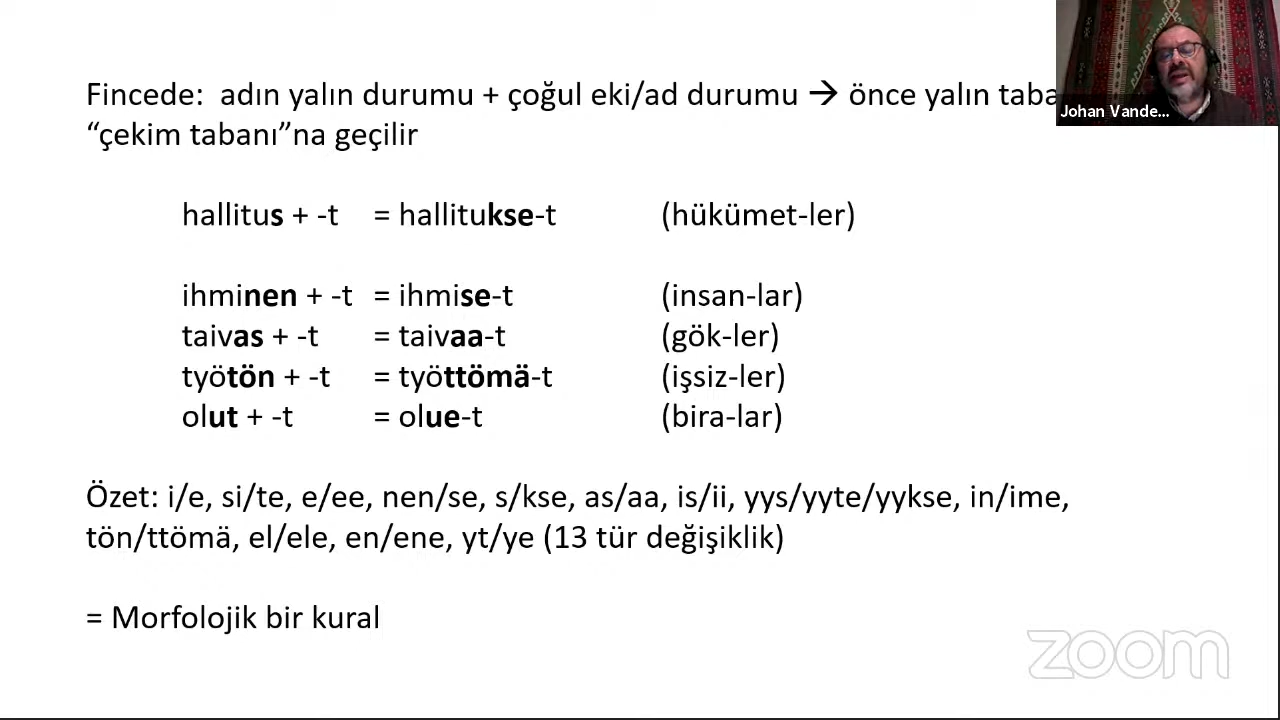 Fincede: adın yalın durumu + çoğul eki/ad durumu → önce yalın
Johan Vande...
“çekim tabanı”na geçilir
hallitus + -t = hallitukse-t (hükümet-ler)
ihminen + -t = ihmise-t (insan-lar)
taivas + -t = taivaa-t (gök-ler)
työtön + -t = työttömä-t (işsiz-ler)
olut + -t = olue-t (bira-lar)
Özet: i/e, si/te, e/ee, nen/se, s/kse, as/aa, is/ii, yys/yyte/yykse, in/ime,
tön/ttömä, el/ele, en/ene, yt/ye (13 tür değişiklik)
= Morfolojik bir kural
zoom